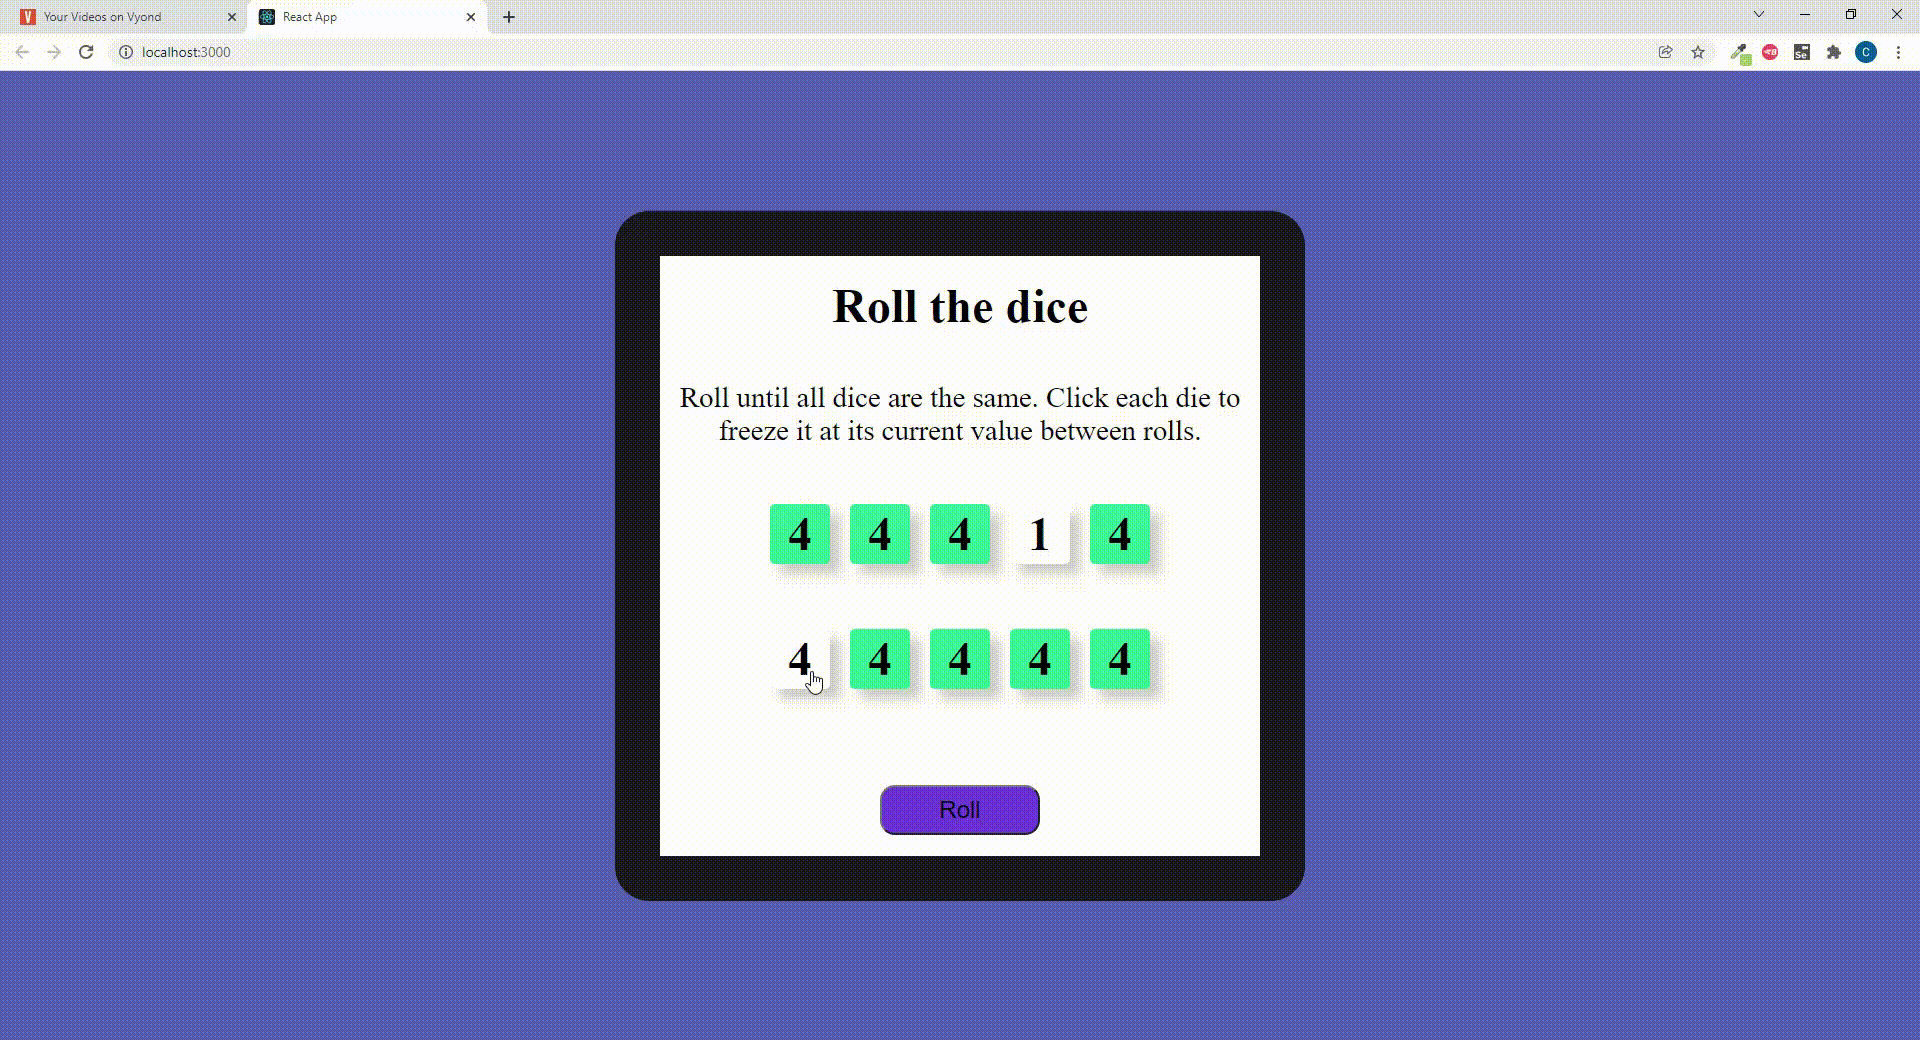 Your Videos on Vyond
React App
localhost:3000
Se
C
Roll the dice
Roll until all dice are the same. Click each die to
freeze it at its current value between rolls.
4 4 4 1 4
4 4 4 4 4
Roll